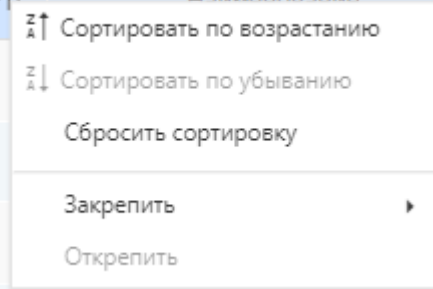 Сортировать по возрастанию
Сортировать по убыванию
Сбросить сортировку
Закрепить
Открепить